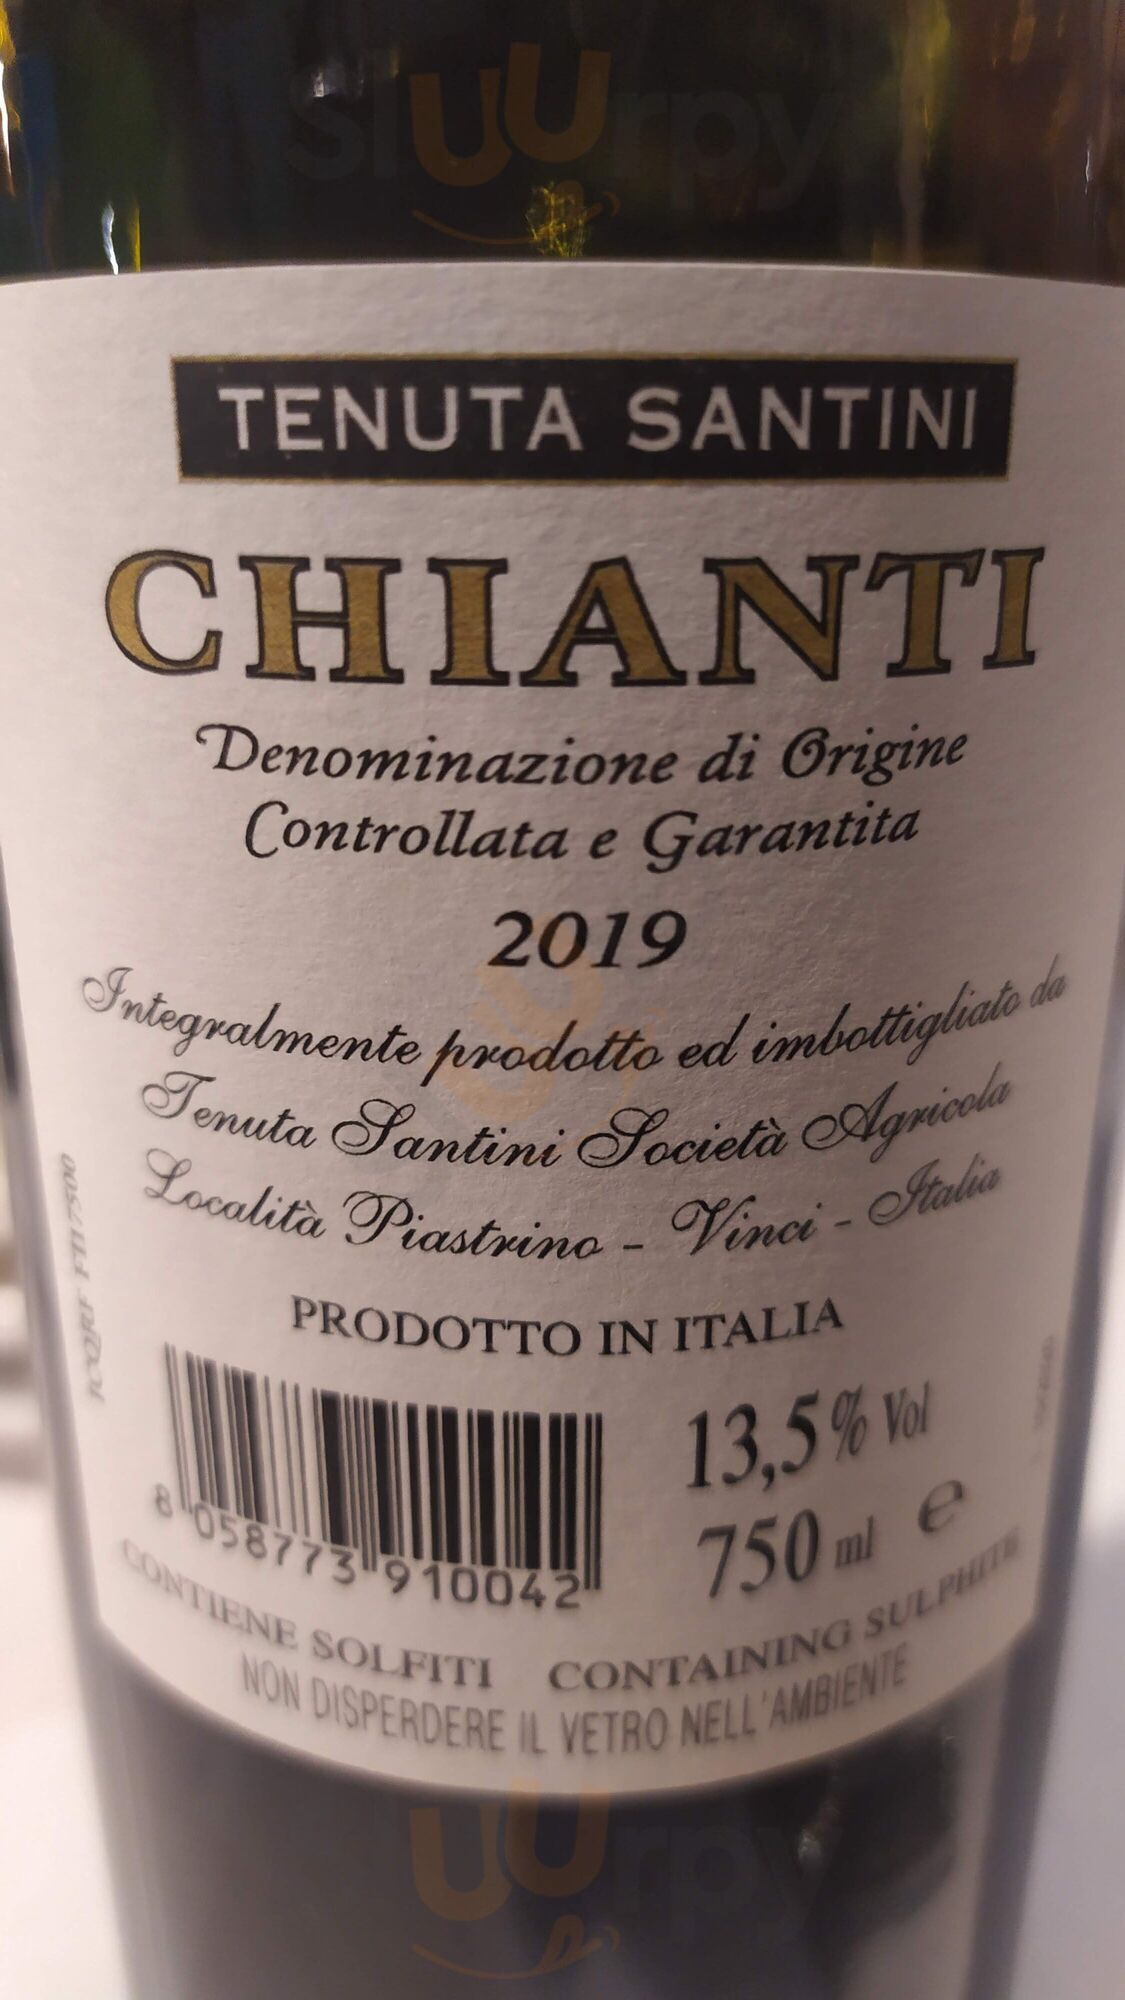 Sluurpy
TENUTA SANTINI
CHIANTI
Denominazione di Origine
Controllata e Garantita
2019
Integralmente prodotto ed imbottigliato da
Tenuta Santini Società Agricola
Località Piastrino - Vinci - Italia
PRODOTTO IN ITALIA
13,5% Vol
750 ml e
8 058773 910042
CONTIENE SOLFITI CONTAINING SULPHITE
NON DISPERDERE IL VETRO NELL'AMBIENTE
Sluurpy